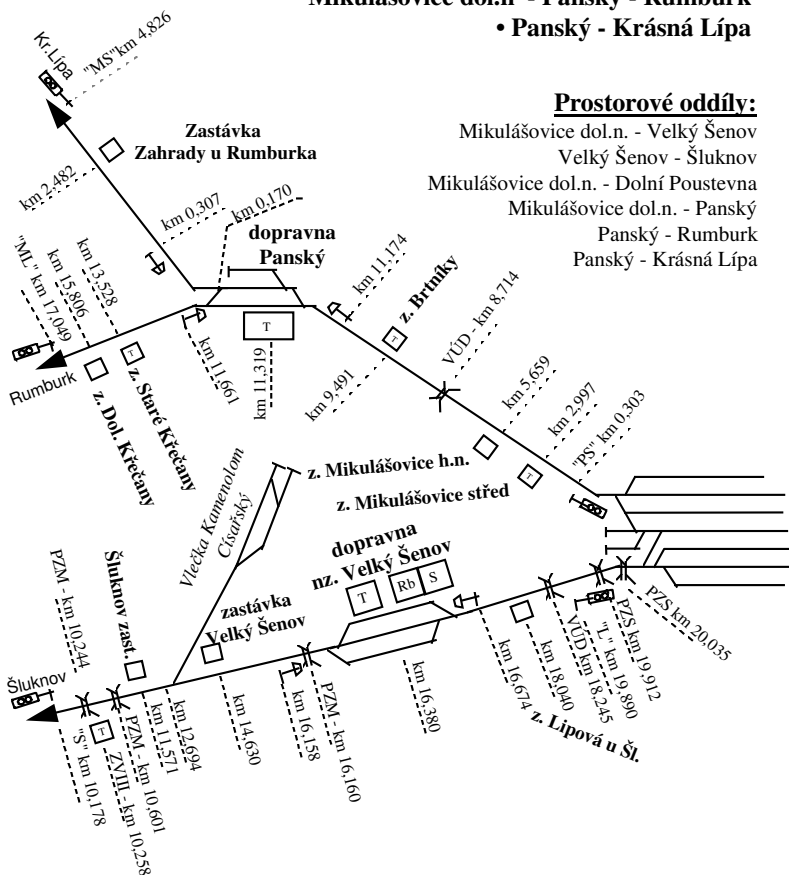 Mikulášovice dol.n - Panský - Rumburk
• Panský - Krásná Lípa
Prostorové oddíly:
Mikulášovice dol.n. - Velký Šenov
Velký Šenov - Šluknov
Mikulášovice dol.n. - Dolní Poustevna
Mikulášovice dol.n. - Panský
Panský - Rumburk
Panský - Krásná Lípa
Kr.Lípa
"MS"km 4,826
Zastávka
Zahrady u Rumburka
km 2,482
km 0,307
km 0,170
dopravna
Panský
km 11,174
z. Brtníky
T
VÚD - km 8,714
"ML" km 17,049
km 15,806
km 13,528
T
T
Rumburk
z. Dol. Křečany
z. Staré Křečany
km 11,661
km 11,319
km 9,491
km 5,659
km 2,997
"PS" km 0,303
z. Mikulášovice h.n.
z. Mikulášovice střed
T
Vlečka Kamenolom
Císařský
dopravna
nz. Velký Šenov
T
Rb
S
zastávka
Velký Šenov
Šluknov zast.
PZM - km 10,244
Šluknov
T
"S" km 10,178
ZVIII - km 10,258
PZM - km 10,601
km 11,571
km 12,694
km 14,630
km 16,158
PZM - km 16,160
km 16,380
km 16,674
km 18,040
z. Lipová u Šl.
VÚD km 18,245
"L" km 19,890
PZS km 19,912
PZS km 20,035